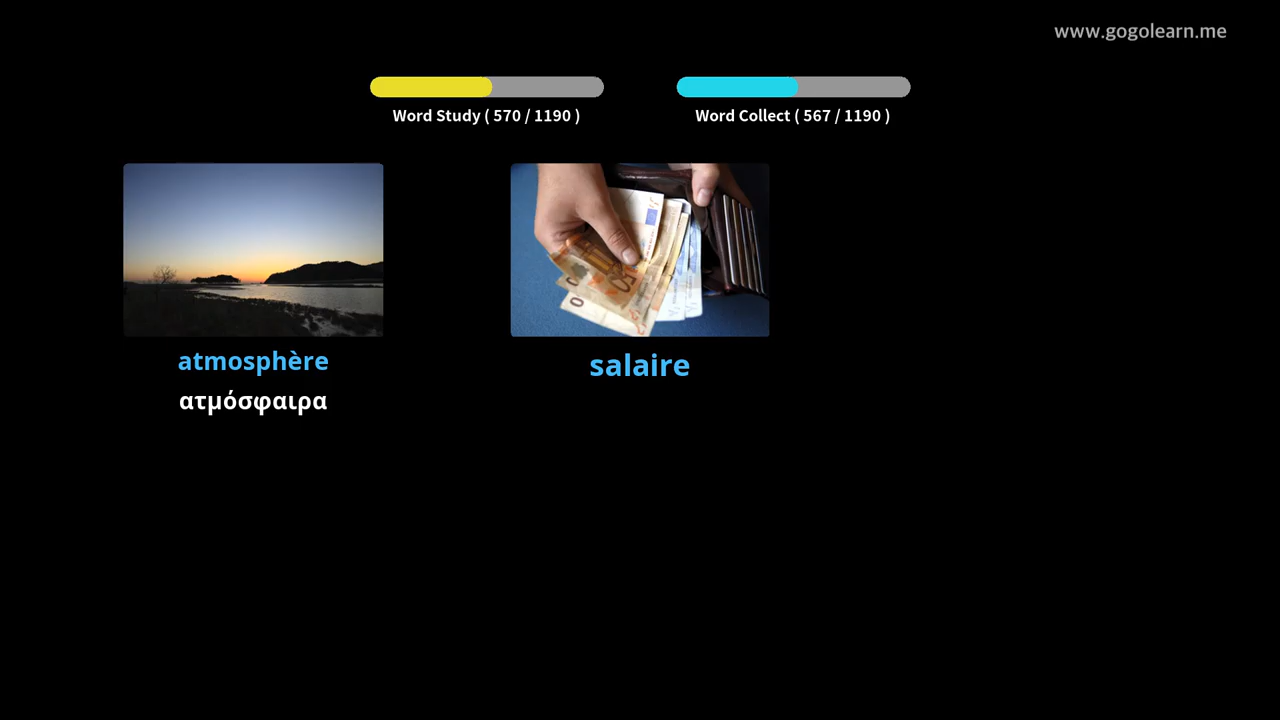 www.gogolearn.me
Word Study ( 570 / 1190 )
Word Collect ( 567 / 1190 )
atmosphère
ατμόσφαιρα
salaire